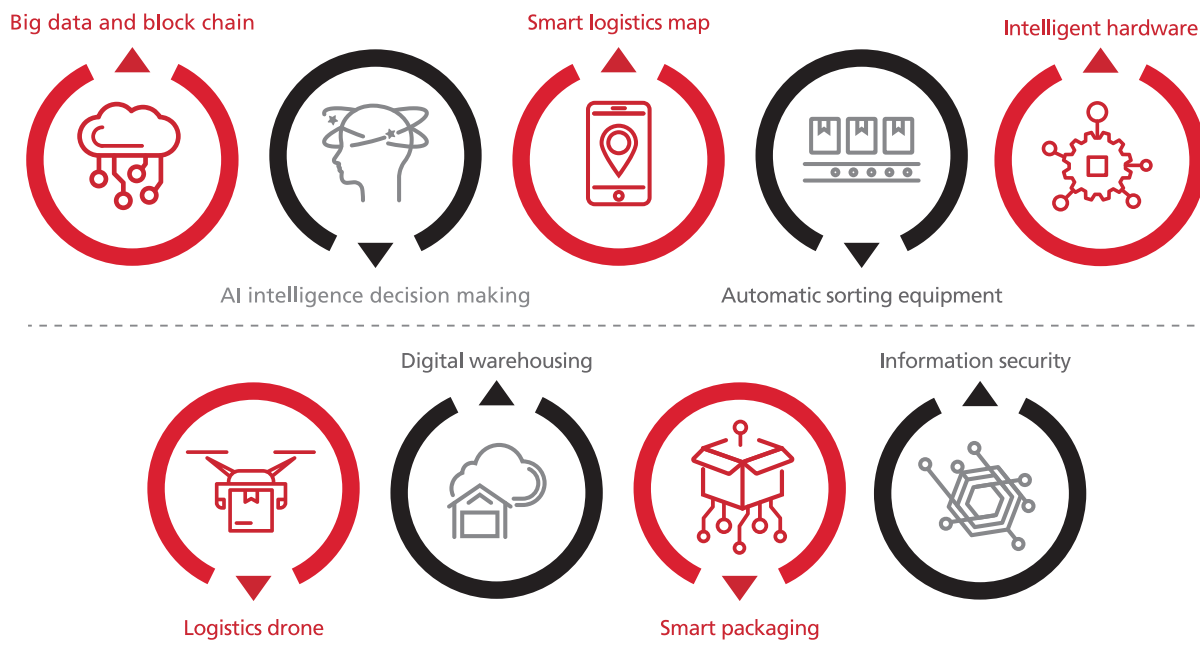 Big data and block chain
Smart logistics map
Intelligent hardware
AI intelligence decision making
Automatic sorting equipment
Digital warehousing
Information security
Logistics drone
Smart packaging